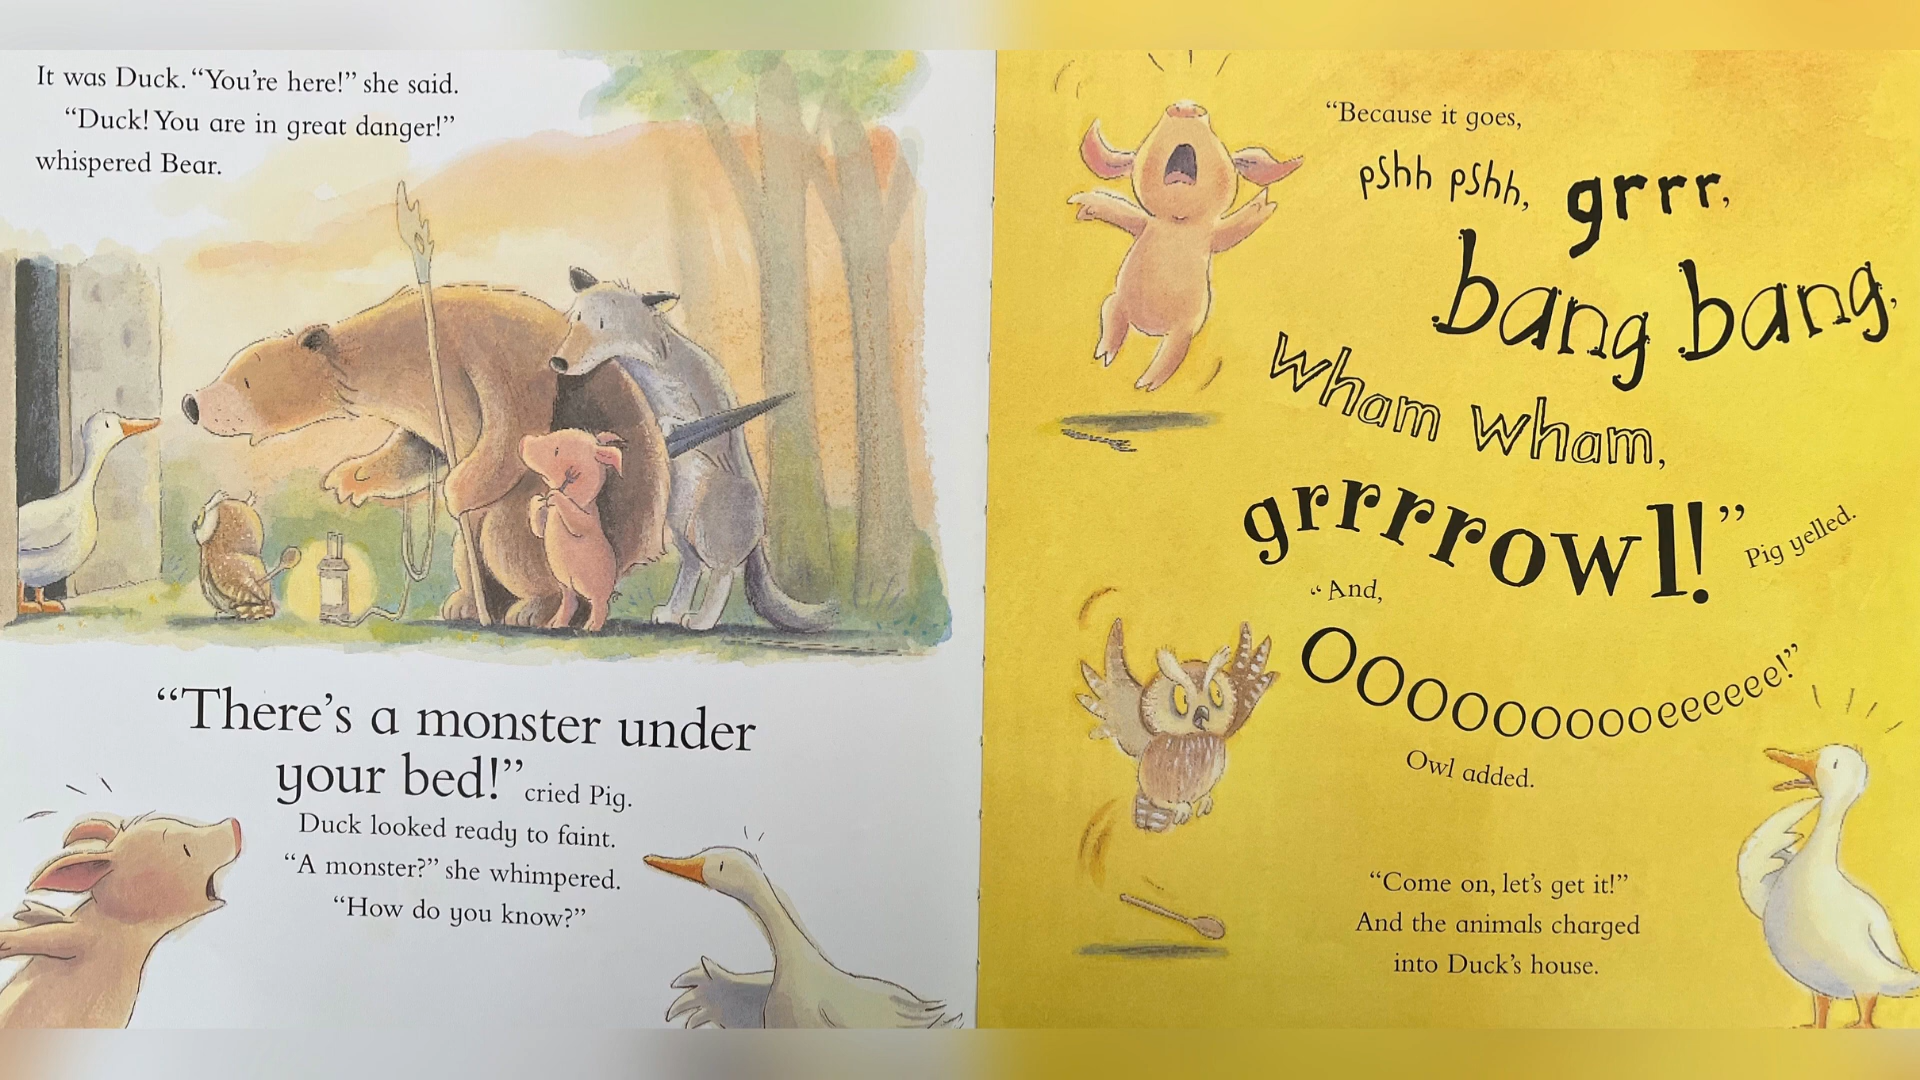 It was Duck. “You’re here!” she said.
“Duck! You are in great danger!”
whispered Bear.
“There’s a monster under
your bed!” cried Pig.
Duck looked ready to faint.
“A monster?” she whimpered.
“How do you know?”
“Because it goes,
pshh pshh, grrr,
bang bang,
wham wham,
grrrrowl!” Pig yelled.
“And,
Ooooooooooeeeeee!”
Owl added.
“Come on, let’s get it!”
And the animals charged
into Duck’s house.